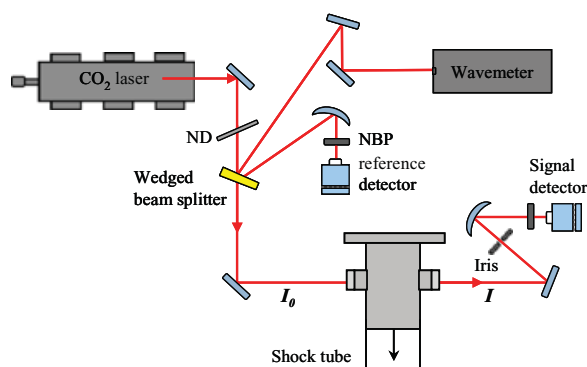 CO2 laser
Wavemeter
ND
NBP
reference
detector
Wedged
beam splitter
Signal
detector
Iris
I0
I
Shock tube